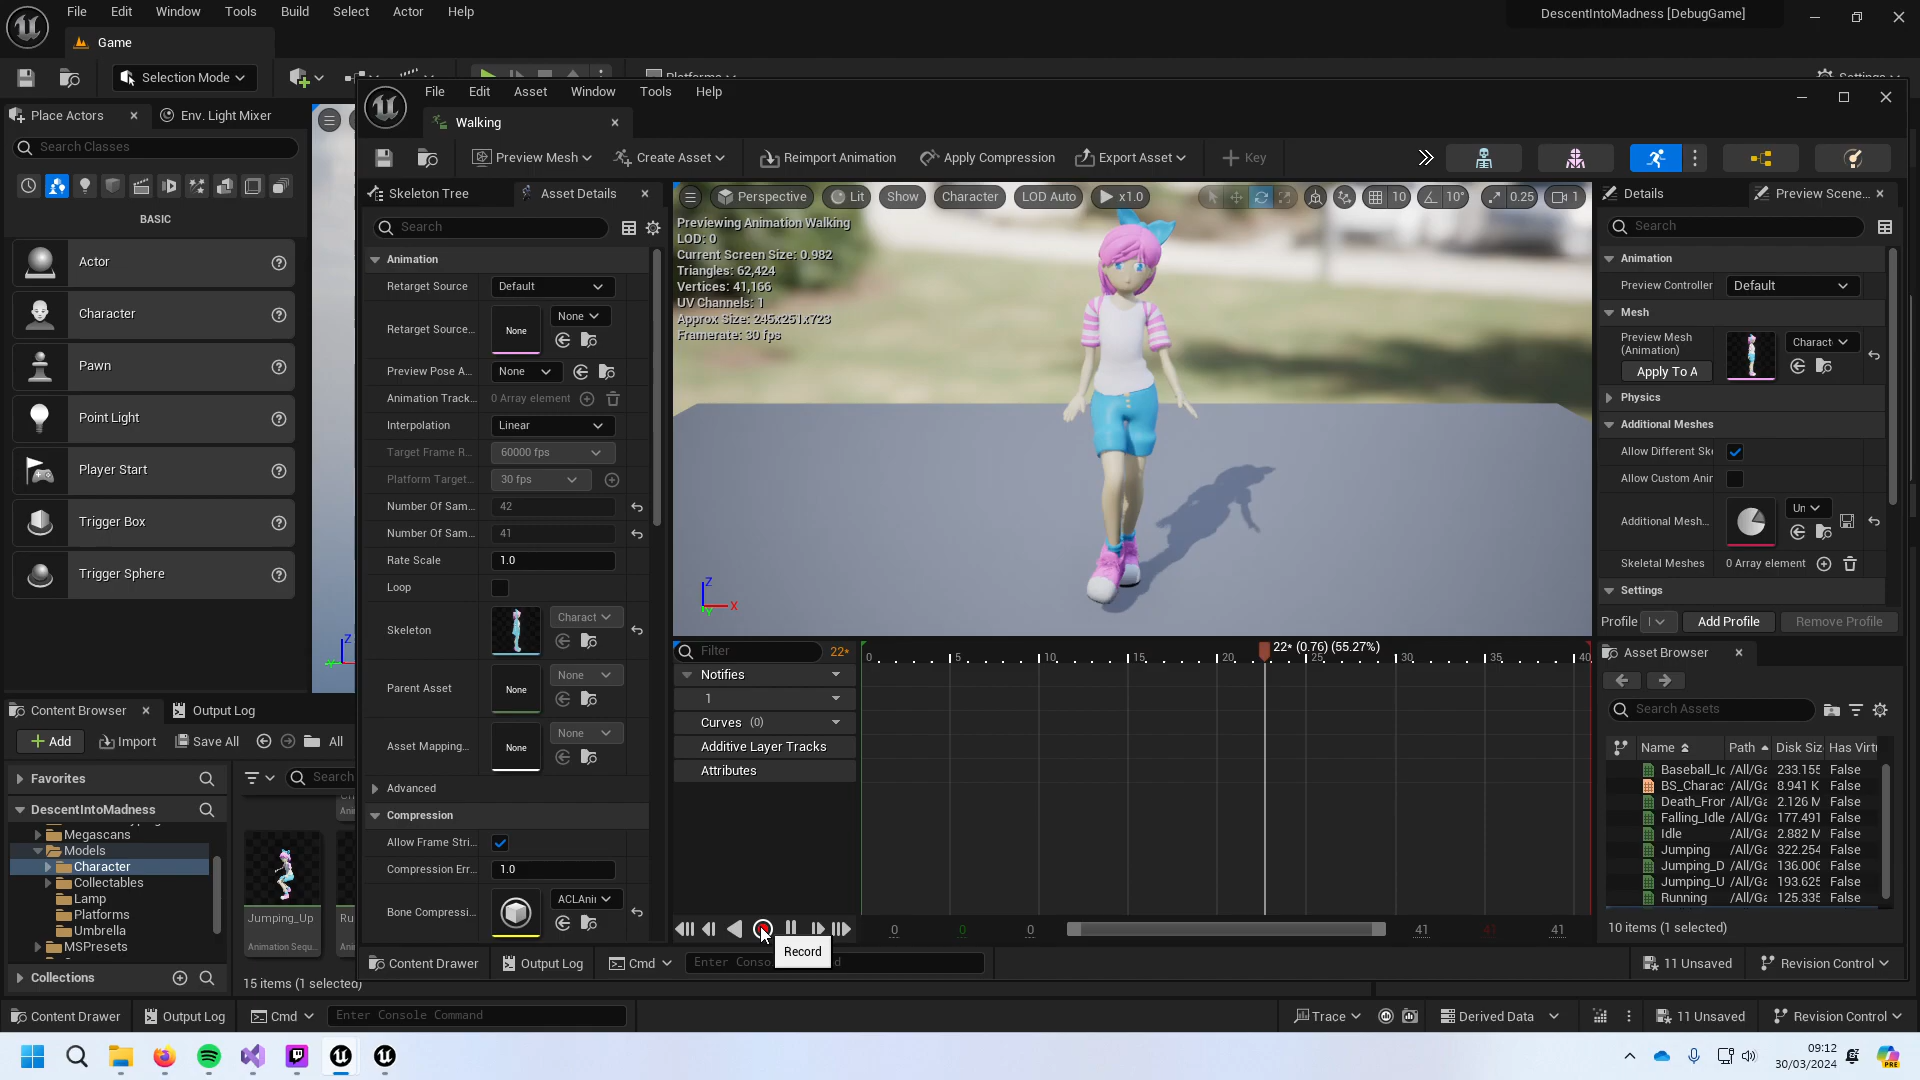 File Edit Window Tools Build Select Actor Help
DescentIntoMadness [DebugGame]
Game
Selection Mode
Platforms
Settings
Place Actors
Env. Light Mixer
Search Classes
BASIC
Actor
Character
Pawn
Point Light
Player Start
Trigger Box
Trigger Sphere
File Edit Asset Window Tools Help
Walking
Preview Mesh Create Asset Reimport Animation Apply Compression Export Asset Key
Skeleton Tree
Asset Details
Search
Animation
Retarget Source Default
Retarget Source... None None
Preview Pose A... None
Animation Track... 0 Array element
Interpolation Linear
Target Frame R... 60000 fps
Platform Target... 30 fps
Number Of Sam... 42
Number Of Sam... 41
Rate Scale 1.0
Loop
Skeleton Charact
Parent Asset None None
Asset Mapping... None None
Advanced
Compression
Allow Frame Stri...
Compression Err... 1.0
Bone Compressi... ACLAni
Perspective Lit Show Character LOD Auto x1.0 10 10° 0.25 1
Previewing Animation Walking
LOD: 0
Current Screen Size: 0.982
Triangles: 62,424
Vertices: 41,166
UV Channels: 1
Approx Size: 245x251x723
Framerate: 30 fps
Z
X
Filter 22*
22* (0.76) (55.27%)
0 5 10 15 20 25 30 35 40
Notifies
1
Curves (0)
Additive Layer Tracks
Attributes
0 0 0 41 41 41
Record
Details
Preview Scene...
Search
Animation
Preview Controller Default
Mesh
Preview Mesh
(Animation)
Charact
Apply To A
Physics
Additional Meshes
Allow Different Ske
Allow Custom Anir
Additional Mesh... Un
Skeletal Meshes 0 Array element
Settings
Profile Add Profile Remove Profile
Asset Browser
Search Assets
Name Path Disk Siz Has Virtu
Baseball_Ic /All/Ga 233.155 False
BS_Charac /All/Ga 8.941 K False
Death_Fror /All/Ga 2.126 M False
Falling_Idle /All/Ga 177.491 False
Idle /All/Ga 2.882 M False
Jumping /All/Ga 322.254 False
Jumping_D /All/Ga 136.006 False
Jumping_U /All/Ga 193.625 False
Running /All/Ga 225.331 False
10 items (1 selected)
Content Drawer Output Log Cmd Enter Conso
11 Unsaved Revision Control
Content Browser
Output Log
Add Import Save All All
Favorites
Search
DescentIntoMadness
Megascans
Models
Character
Collectables
Lamp
Platforms
Umbrella
MSPresets
Collections
Jumping_Up
Ru
Animation Sequ
15 items (1 selected)
Content Drawer Output Log Cmd Enter Console Command
Trace Derived Data 11 Unsaved Revision Control
09:12
30/03/2024
PRE